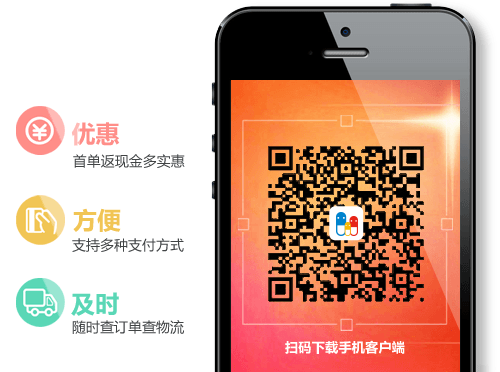 优惠
首单返现金多实惠
方便
支持多种支付方式
及时
随时查订单查物流
扫码下载手机客户端